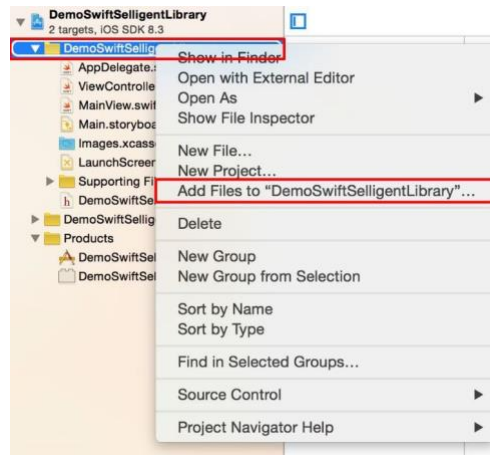 DemoSwiftSelligentLibrary
2 targets, iOS SDK 8.3
DemoSwiftSellig
AppDelegate.s
ViewControlle
MainView.swif
Main.storyboa
Images.xcass
LaunchScreer
Supporting Fi
h DemoSwiftSe
DemoSwiftSellig
Products
DemoSwiftSel
DemoSwiftSel
Show in Finder
Open with External Editor
Open As
Show File Inspector
New File...
New Project...
Add Files to “DemoSwiftSelligentLibrary”...
Delete
New Group
New Group from Selection
Sort by Name
Sort by Type
Find in Selected Groups...
Source Control
Project Navigator Help